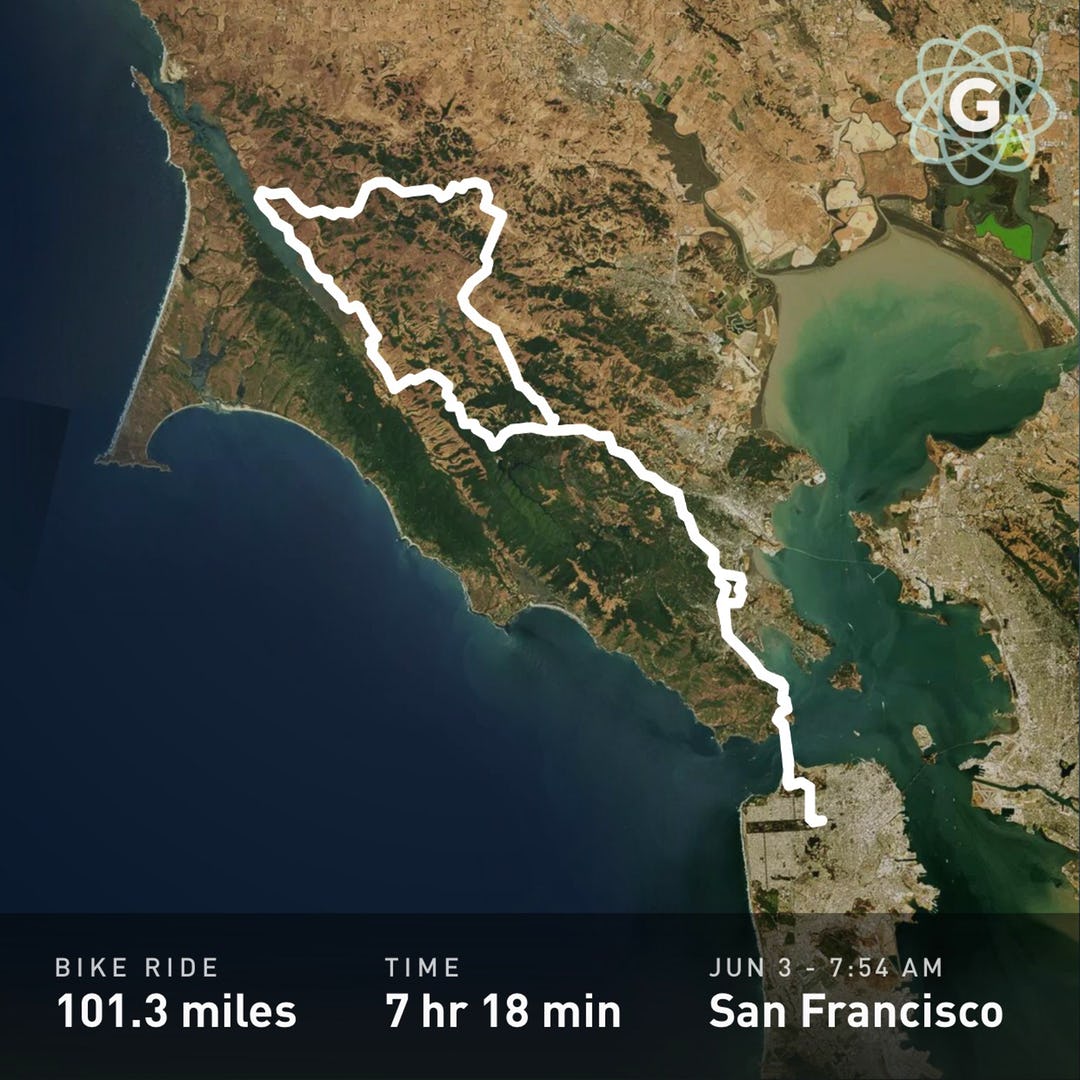 G
BIKE RIDE
101.3 miles
TIME
7 hr 18 min
JUN 3 - 7:54 AM
San Francisco